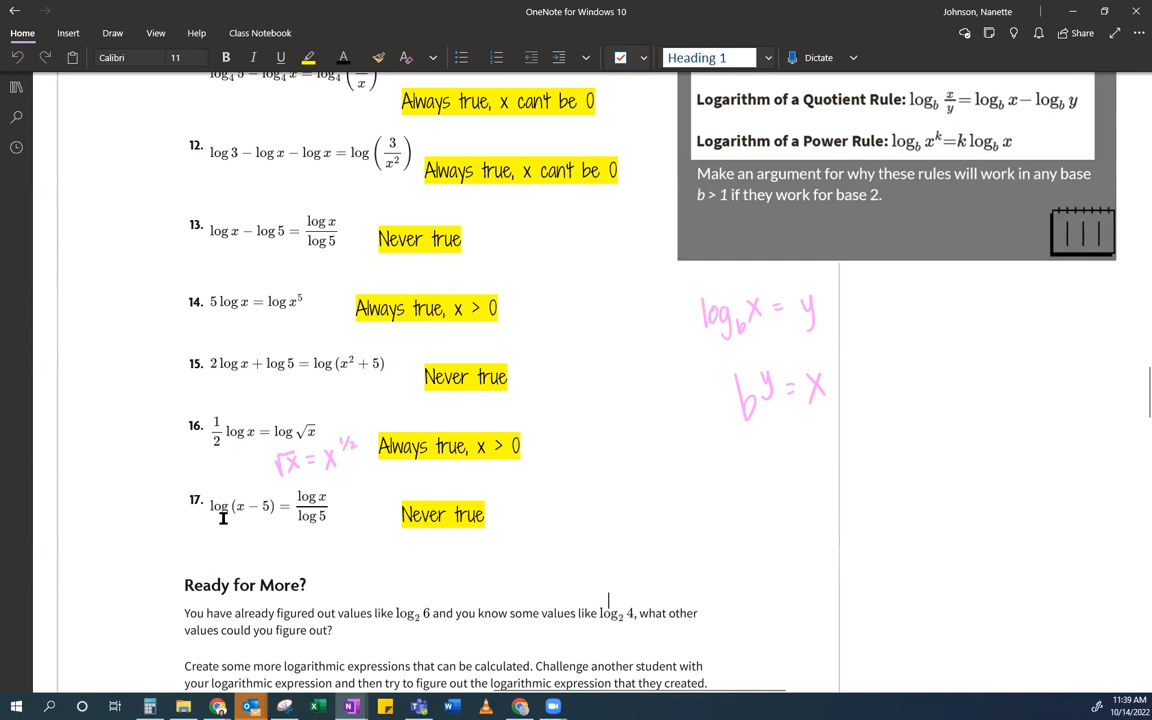 OneNote for Windows 10
Johnson, Nanette
Home Insert Draw View Help Class Notebook
Share
Calibri 11 B I U A Heading 1 Dictate
log₄ 5 − log₄ x = log₄ ( / x )
Always true, x can't be 0
12. log 3 − log x − log x = log (3/x²)
Always true, x can't be 0
13. log x − log 5 = log x / log 5
Never true
14. 5 log x = log x⁵
Always true, x > 0
15. 2 log x + log 5 = log (x² + 5)
Never true
16. 1/2 log x = log √x
√x = x^1/2
Always true, x > 0
17. log (x − 5) = log x / log 5
Never true
Ready for More?
You have already figured out values like log₂ 6 and you know some values like log₂ 4, what other
values could you figure out?
Create some more logarithmic expressions that can be calculated. Challenge another student with
your logarithmic expression and then try to figure out the logarithmic expression that they created.
Logarithm of a Quotient Rule: log_b x/y = log_b x − log_b y
Logarithm of a Power Rule: log_b x^k = k log_b x
Make an argument for why these rules will work in any base
b > 1 if they work for base 2.
log_b x = y
b^y = x
11:39 AM
10/14/2022